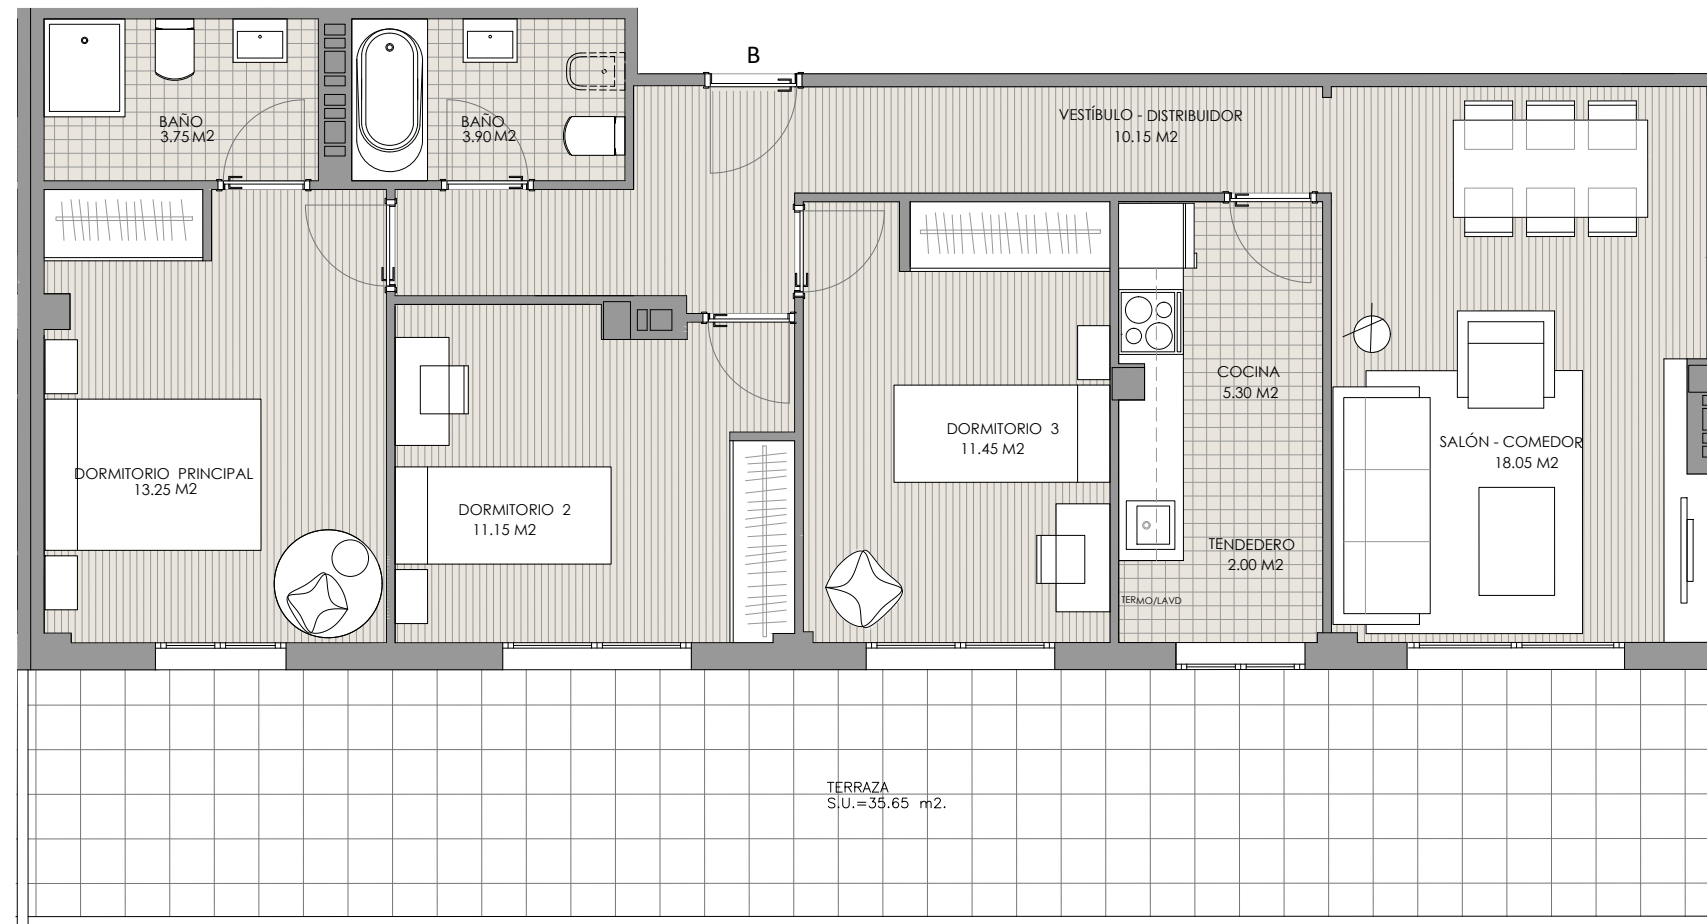 B
VESTÍBULO - DISTRIBUIDOR
10.15 M2
BAÑO
3.75 M2
BAÑO
3.90 M2
COCINA
5.30 M2
DORMITORIO 3
11.45 M2
SALÓN - COMEDOR
18.05 M2
DORMITORIO PRINCIPAL
13.25 M2
DORMITORIO 2
11.15 M2
TENDEDERO
2.00 M2
TERMO/LAVD
TERRAZA
S.U.=35.65 m2.